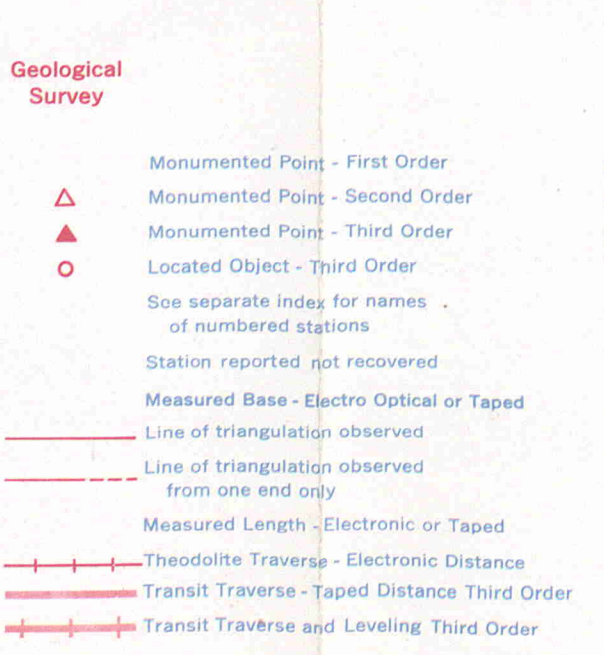 Geological
Survey
Monumented Point - First Order
Monumented Point - Second Order
Monumented Point - Third Order
Located Object - Third Order
See separate index for names
of numbered stations
Station reported not recovered
Measured Base - Electro Optical or Taped
Line of triangulation observed
Line of triangulation observed
from one end only
Measured Length - Electronic or Taped
Theodolite Traverse - Electronic Distance
Transit Traverse - Taped Distance Third Order
Transit Traverse and Leveling Third Order